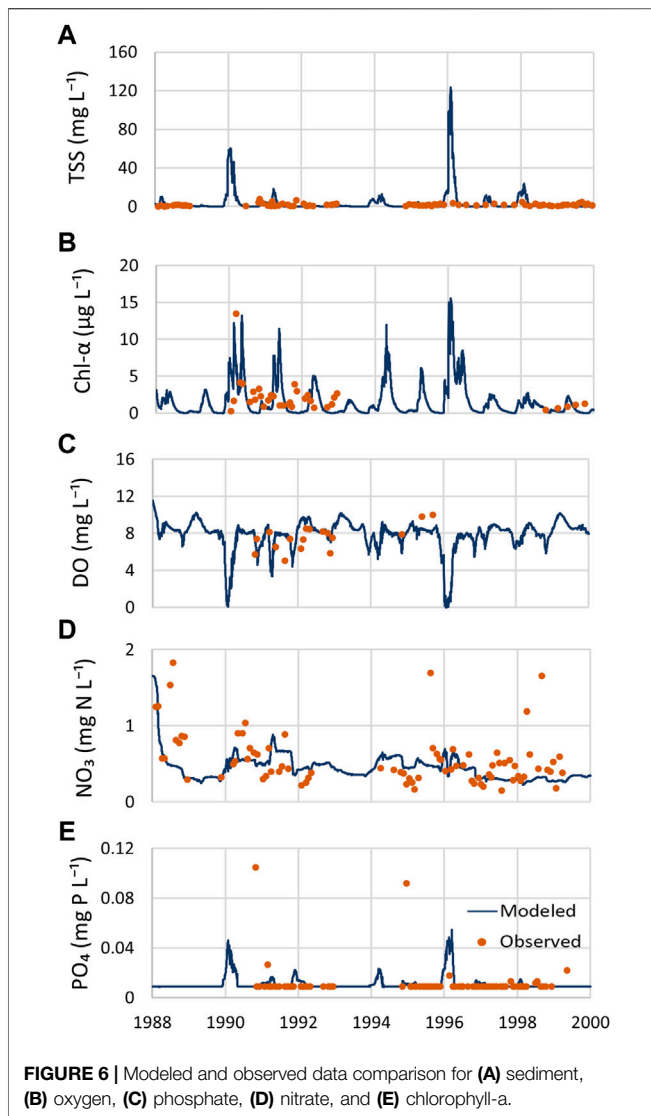 A
160
120
80
40
0
TSS (mg L⁻¹)
B
20
15
10
5
0
Chl-α (µg L⁻¹)
C
16
12
8
4
0
DO (mg L⁻¹)
D
2
1
0
NO₃ (mg N L⁻¹)
E
0.12
0.08
0.04
0
PO₄ (mg P L⁻¹)
Modeled
Observed
1988 1990 1992 1994 1996 1998 2000
FIGURE 6 | Modeled and observed data comparison for (A) sediment,
(B) oxygen, (C) phosphate, (D) nitrate, and (E) chlorophyll-a.